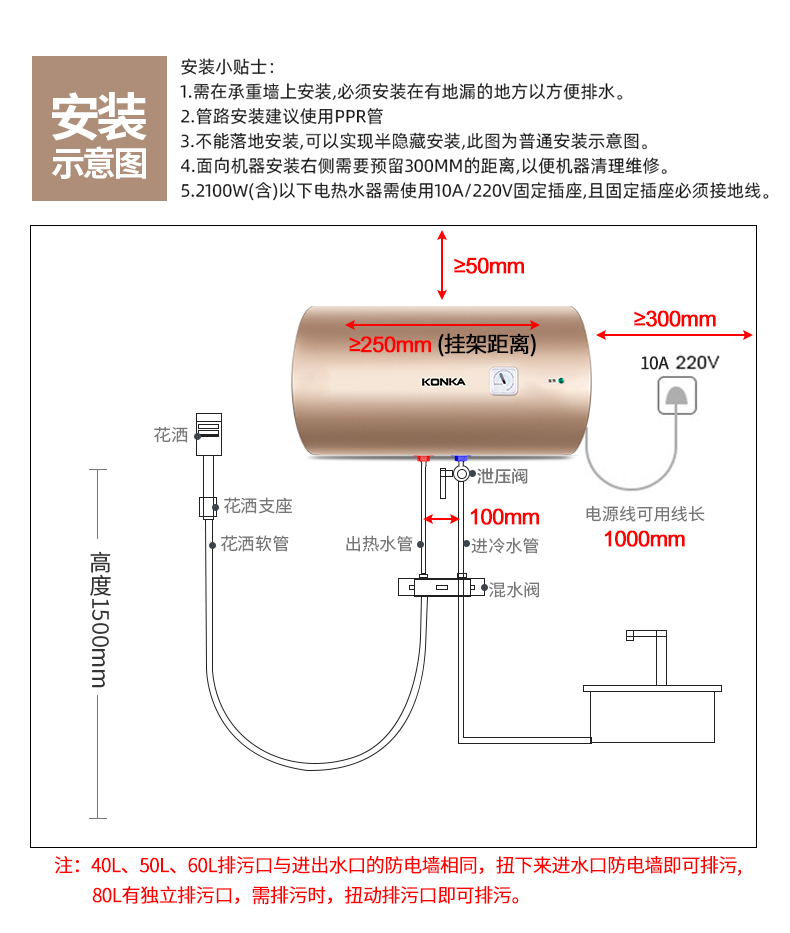 安装
示意图
安装小贴士：
1.需在承重墙上安装,必须安装在有地漏的地方以方便排水。
2.管路安装建议使用PPR管
3.不能落地安装,可以实现半隐藏安装,此图为普通安装示意图。
4.面向机器安装右侧需要预留300MM的距离,以便机器清理维修。
5.2100W(含)以下电热水器需使用10A/220V固定插座,且固定插座必须接地线。
≥50mm
≥300mm
≥250mm (挂架距离)
10A 220V
KONKA
花洒
泄压阀
花洒支座
100mm
电源线可用线长
1000mm
花洒软管
出热水管
进冷水管
高度1500mm
混水阀
注：40L、50L、60L排污口与进出水口的防电墙相同，扭下来进水口防电墙即可排污,
80L有独立排污口，需排污时，扭动排污口即可排污。